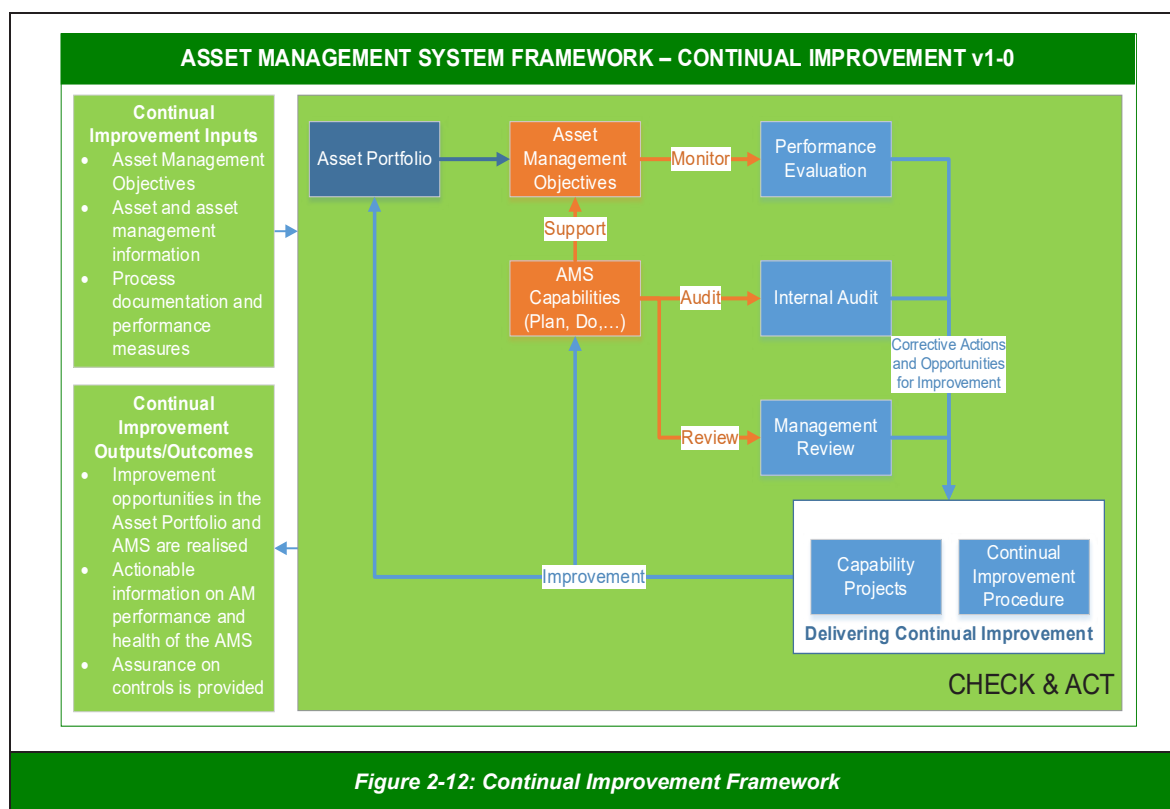 ASSET MANAGEMENT SYSTEM FRAMEWORK – CONTINUAL IMPROVEMENT v1-0
Continual
Improvement Inputs
• Asset Management
Objectives
• Asset and asset
management
information
• Process
documentation and
performance
measures
Continual
Improvement
Outputs/Outcomes
• Improvement
opportunities in the
Asset Portfolio and
AMS are realised
• Actionable
information on AM
performance and
health of the AMS
• Assurance on
controls is provided
Asset Portfolio
Asset
Management
Objectives
Monitor
Performance
Evaluation
Support
AMS
Capabilities
(Plan, Do,...)
Audit
Internal Audit
Corrective Actions
and Opportunities
for Improvement
Review
Management
Review
Improvement
Capability
Projects
Continual
Improvement
Procedure
Delivering Continual Improvement
CHECK & ACT
Figure 2-12: Continual Improvement Framework